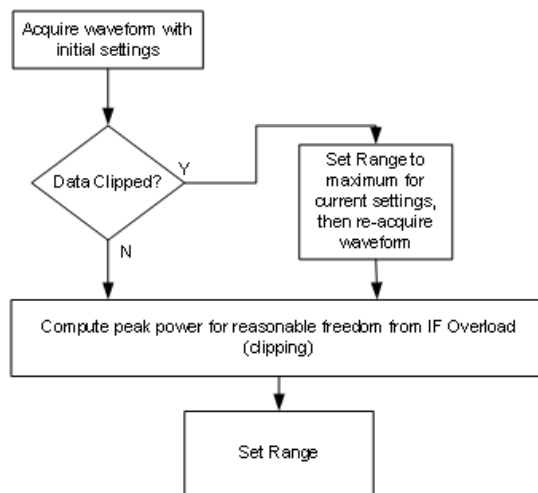 Acquire waveform with
initial settings
Data Clipped?
Y
N
Set Range to
maximum for
current settings,
then re-acquire
waveform
Compute peak power for reasonable freedom from IF Overload
(clipping)
Set Range